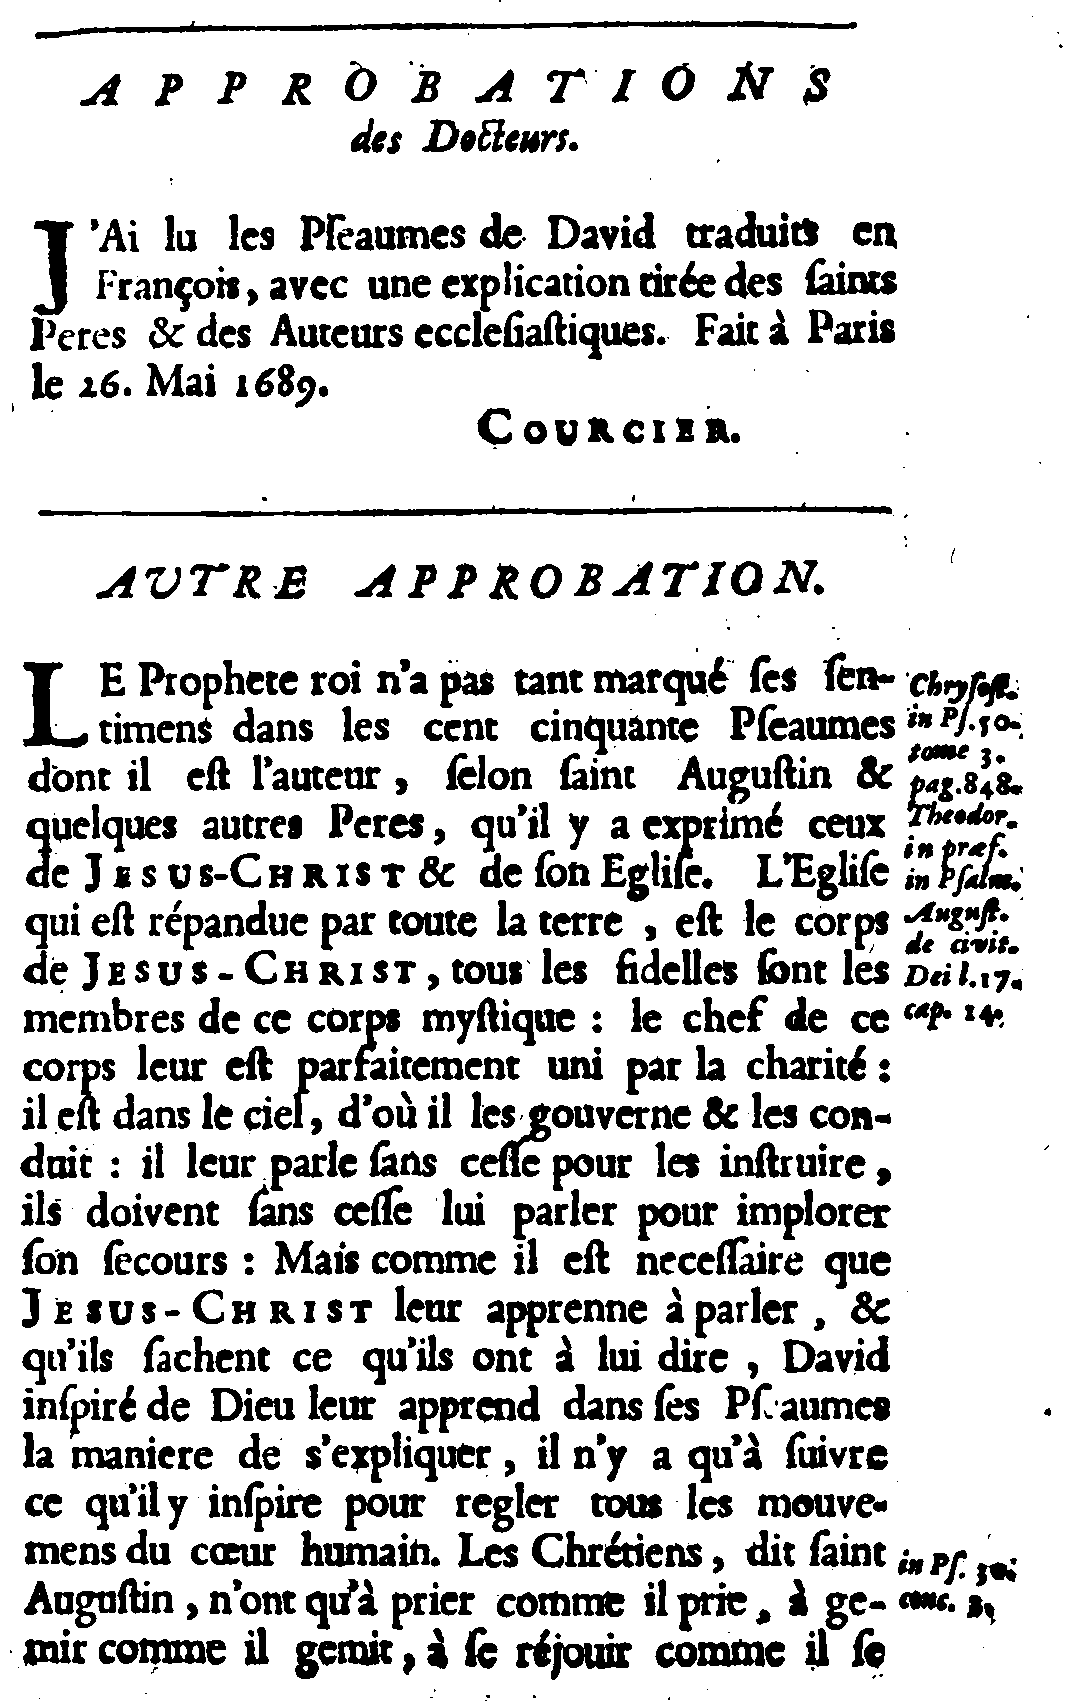 APPROBATIONS
des Docteurs.
J'Ai lu les Pſeaumes de David traduits en
François, avec une explication tirée des ſaints
Peres & des Auteurs eccleſiaſtiques. Fait à Paris
le 26. Mai 1689.
COURCIER.
AUTRE APPROBATION.
LE Prophete roi n'a pas tant marqué ſes ſen-
timens dans les cent cinquante Pſeaumes
dont il eſt l'auteur, ſelon ſaint Auguſtin &
quelques autres Peres, qu'il y a exprimé ceux
de JESUS-CHRIST & de ſon Egliſe. L'Egliſe
qui eſt répandue par toute la terre, eſt le corps
de JESUS-CHRIST, tous les fidelles ſont les
membres de ce corps myſtique : le chef de ce
corps leur eſt parfaitement uni par la charité :
il eſt dans le ciel, d'où il les gouverne & les con-
duit : il leur parle ſans ceſſe pour les inſtruire,
ils doivent ſans ceſſe lui parler pour implorer
ſon ſecours : Mais comme il eſt neceſſaire que
JESUS-CHRIST leur apprenne à parler, &
qu'ils ſachent ce qu'ils ont à lui dire, David
inſpiré de Dieu leur apprend dans ſes Pſeaumes
la maniere de s'expliquer, il n'y a qu'à ſuivre
ce qu'il y inſpire pour regler tous les mouve-
mens du cœur humain. Les Chrétiens, dit ſaint
Auguſtin, n'ont qu'à prier comme il prie, à ge-
mir comme il gemit, à ſe réjouir comme il ſe
Chryſoſt.
in Pſ. 50.
tome 3.
pag. 848.
Theodor.
in præf.
in Pſalm.
Auguſt.
de civit.
Dei l. 17.
cap. 14.
in Pſ. 30.
conc.